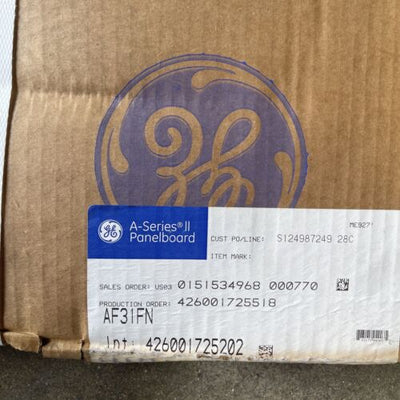 ME927
A-Series® II
Panelboard
CUST PO/LINE: S124987249 28C
ITEM MARK:
SALES ORDER: US03 0151534968 000770
PRODUCTION ORDER: 426001725518
AF31FN
Int: 426001725202